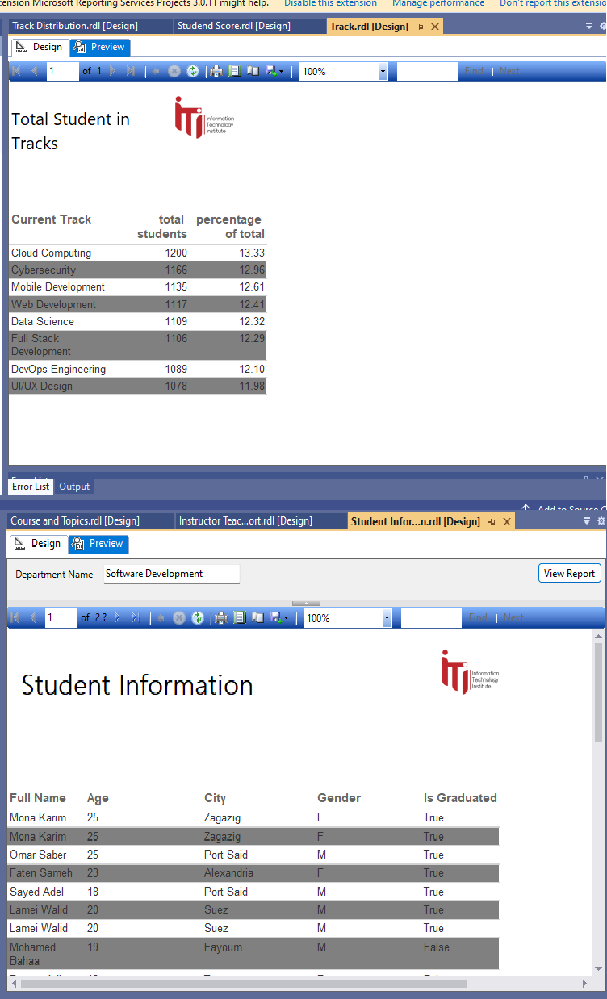 tension Microsoft Reporting Services Projects 3.0.11 might help. Disable this extension Manage performance Don't report this extensio
Track Distribution.rdl [Design] Studend Score.rdl [Design] Track.rdl [Design]
Design Preview
1 of 1 100% Find | Next
Total Student in
Tracks
iTi Information
Technology
Institute
Current Track total students percentage of total
Cloud Computing 1200 13.33
Cybersecurity 1166 12.96
Mobile Development 1135 12.61
Web Development 1117 12.41
Data Science 1109 12.32
Full Stack Development 1106 12.29
DevOps Engineering 1089 12.10
UI/UX Design 1078 11.98
Error List Output
Add to Source C
Course and Topics.rdl [Design] Instructor Teac...ort.rdl [Design] Student Infor...n.rdl [Design]
Design Preview
Department Name Software Development View Report
1 of 2 ? 100% Find | Next
Student Information
iTi Information
Technology
Institute
Full Name Age City Gender Is Graduated
Mona Karim 25 Zagazig F True
Mona Karim 25 Zagazig F True
Omar Saber 25 Port Said M True
Faten Sameh 23 Alexandria F True
Sayed Adel 18 Port Said M True
Lamei Walid 20 Suez M True
Lamei Walid 20 Suez M True
Mohamed Bahaa 19 Fayoum M False